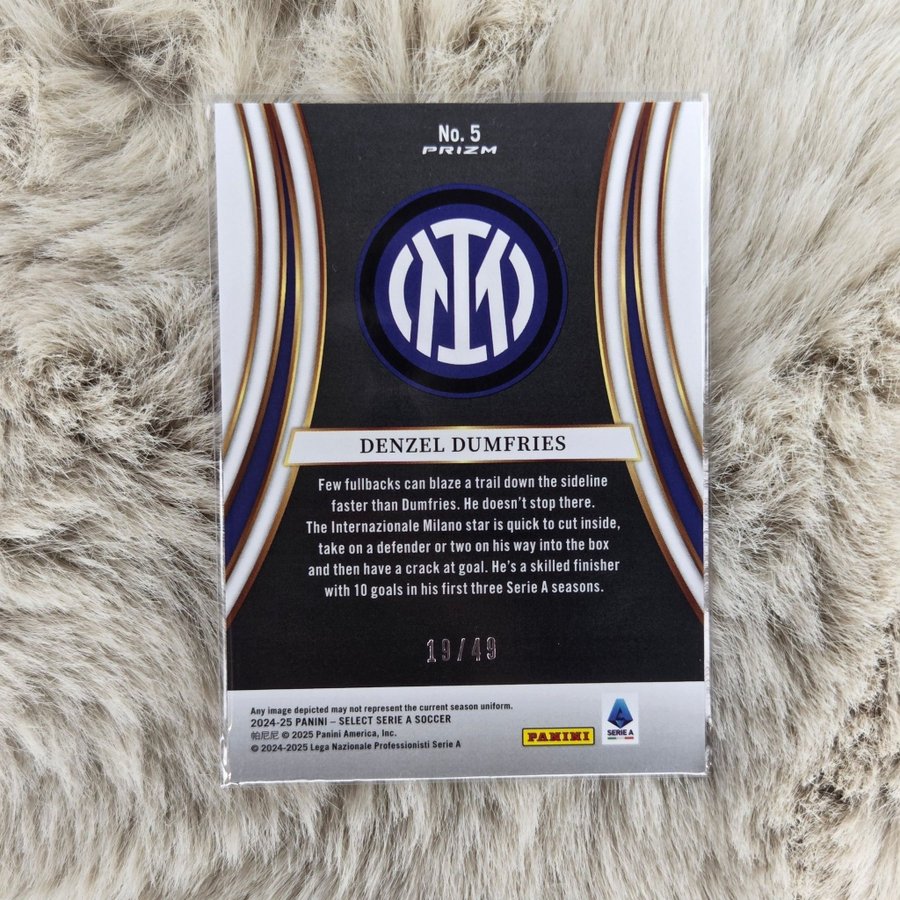 No. 5
PRIZM
IM
DENZEL DUMFRIES
Few fullbacks can blaze a trail down the sideline
faster than Dumfries. He doesn't stop there.
The Internazionale Milano star is quick to cut inside,
take on a defender or two on his way into the box
and then have a crack at goal. He's a skilled finisher
with 10 goals in his first three Serie A seasons.
19/49
Any image depicted may not represent the current season uniform.
2024-25 PANINI – SELECT SERIE A SOCCER
帕尼尼 © 2025 Panini America, Inc.
© 2024-2025 Lega Nazionale Professionisti Serie A
PANINI
SERIE A